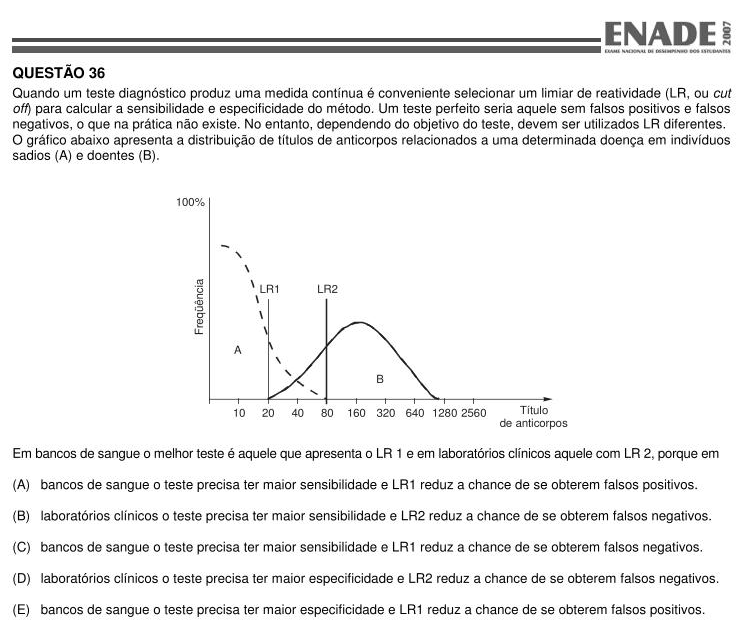 ENADE 2007
EXAME NACIONAL DE DESEMPENHO DOS ESTUDANTES
QUESTÃO 36
Quando um teste diagnóstico produz uma medida contínua é conveniente selecionar um limiar de reatividade (LR, ou cut
off) para calcular a sensibilidade e especificidade do método. Um teste perfeito seria aquele sem falsos positivos e falsos
negativos, o que na prática não existe. No entanto, dependendo do objetivo do teste, devem ser utilizados LR diferentes.
O gráfico abaixo apresenta a distribuição de títulos de anticorpos relacionados a uma determinada doença em indivíduos
sadios (A) e doentes (B).
100%
LR1 LR2
Freqüência
A
B
10 20 40 80 160 320 640 1280 2560 Título
de anticorpos
Em bancos de sangue o melhor teste é aquele que apresenta o LR 1 e em laboratórios clínicos aquele com LR 2, porque em
(A) bancos de sangue o teste precisa ter maior sensibilidade e LR1 reduz a chance de se obterem falsos positivos.
(B) laboratórios clínicos o teste precisa ter maior sensibilidade e LR2 reduz a chance de se obterem falsos negativos.
(C) bancos de sangue o teste precisa ter maior sensibilidade e LR1 reduz a chance de se obterem falsos negativos.
(D) laboratórios clínicos o teste precisa ter maior especificidade e LR2 reduz a chance de se obterem falsos negativos.
(E) bancos de sangue o teste precisa ter maior especificidade e LR1 reduz a chance de se obterem falsos positivos.